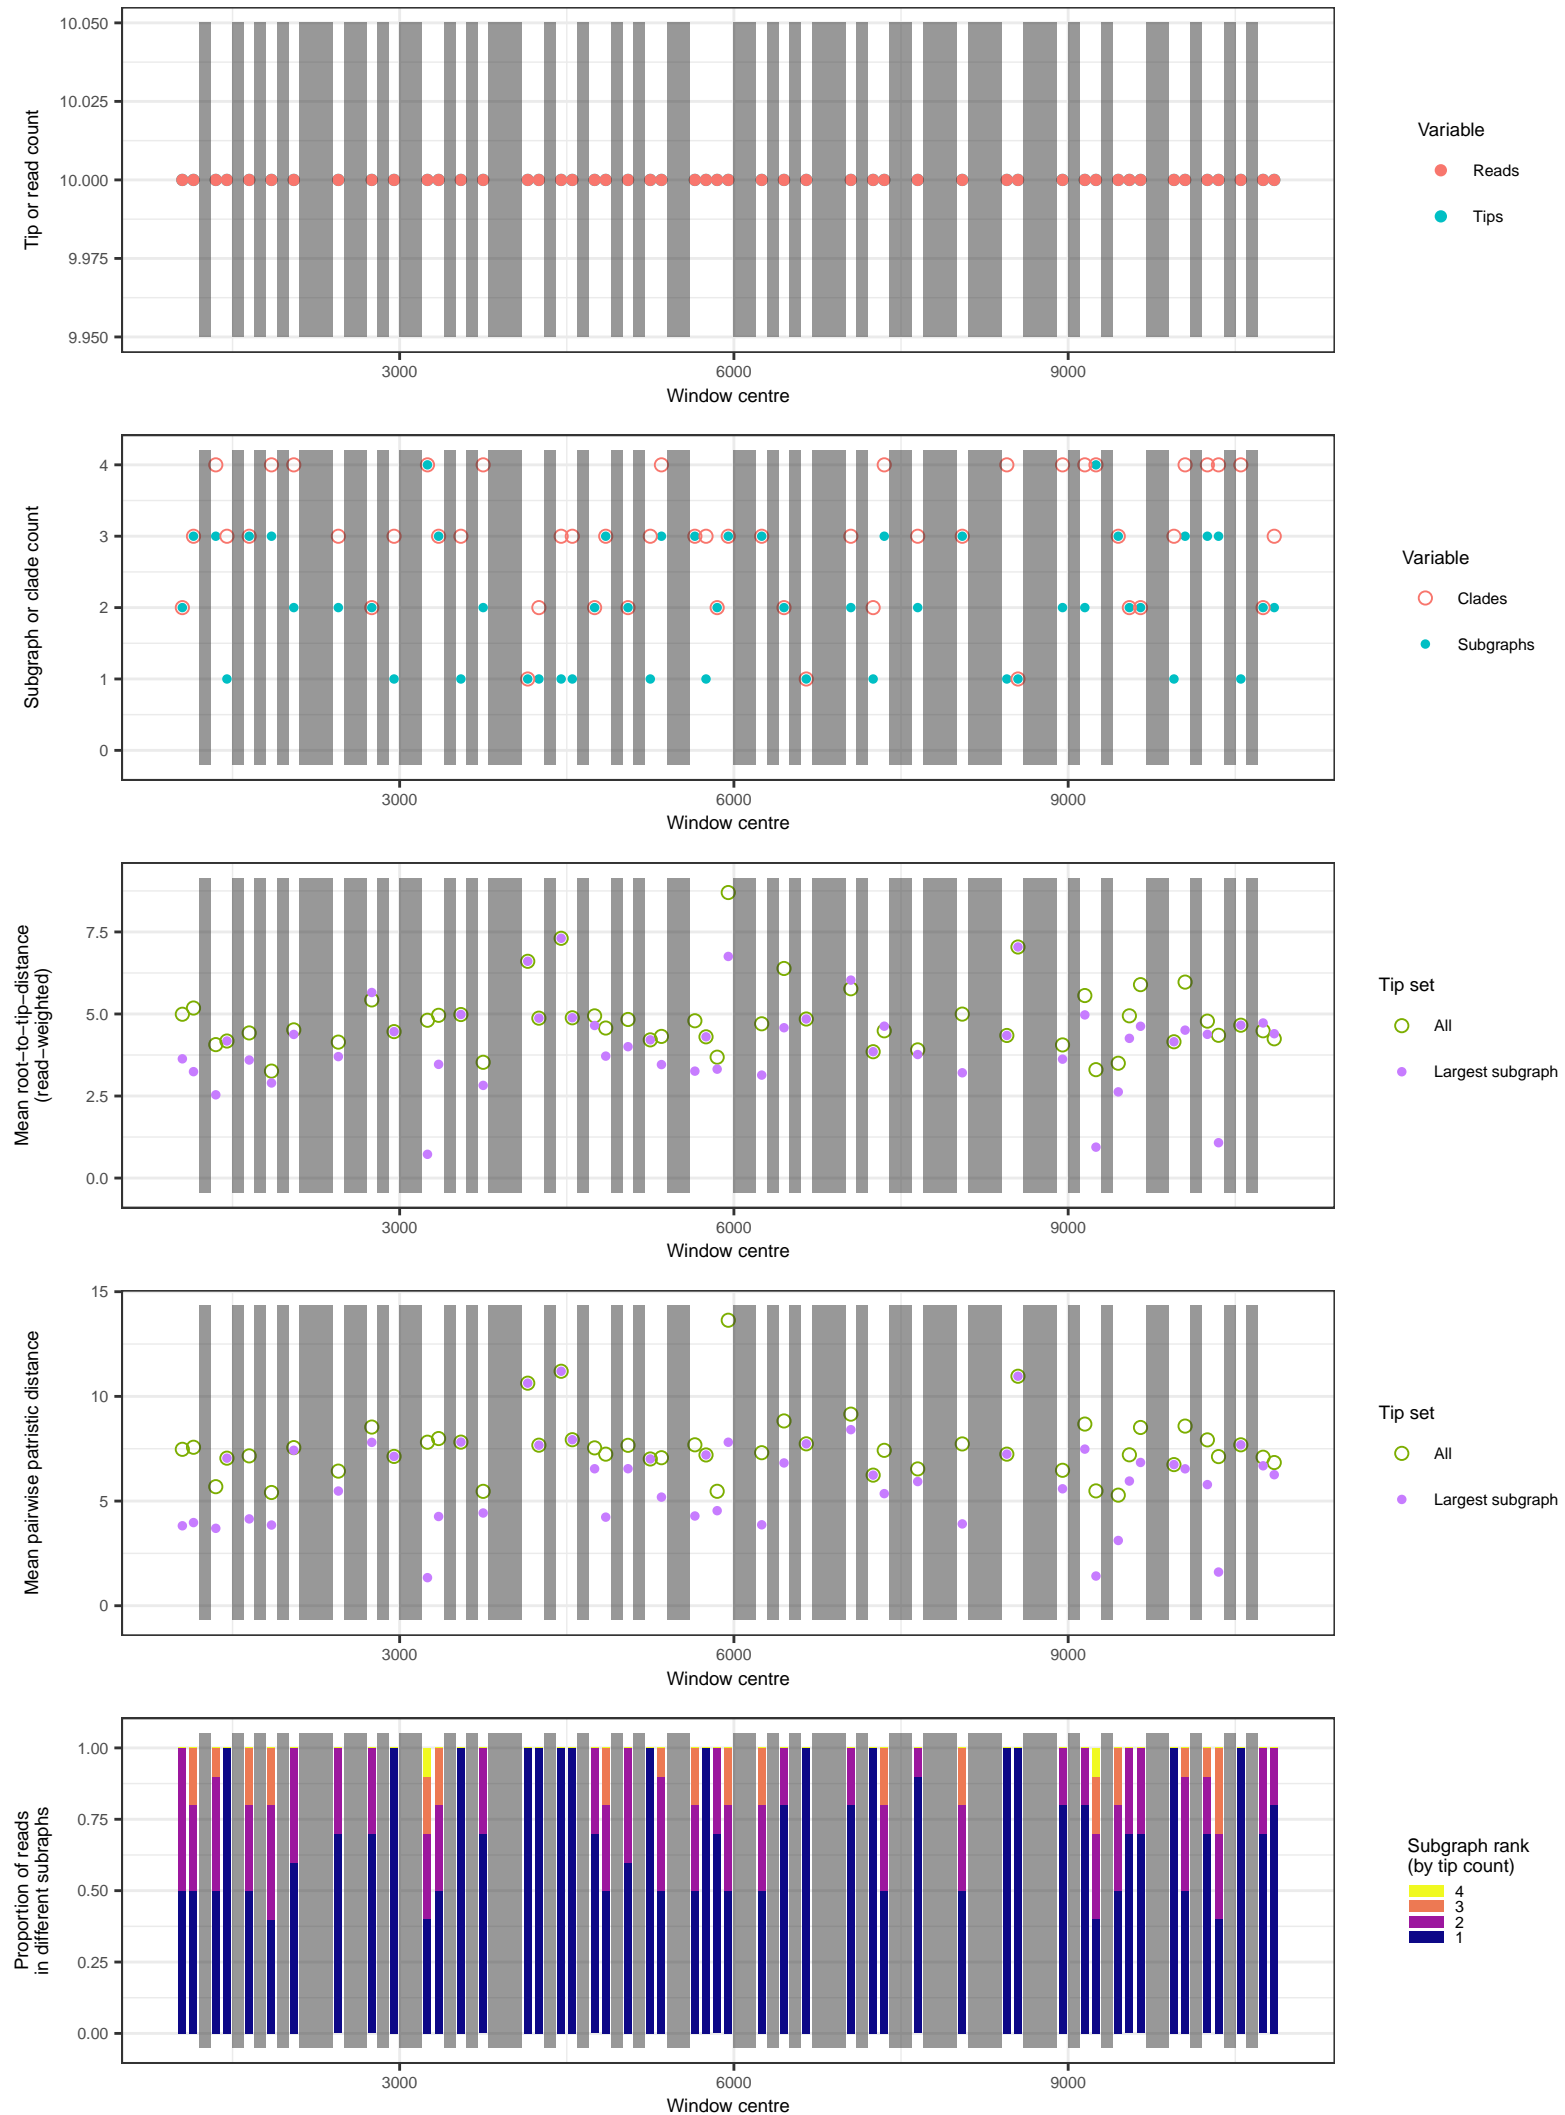 10.050
10.025
10.000
9.975
9.950
Tip or read count
3000
6000
9000
Window centre
Variable
Reads
Tips
4
3
2
1
0
Subgraph or clade count
3000
6000
9000
Window centre
Variable
Clades
Subgraphs
7.5
5.0
2.5
0.0
Mean root−to−tip−distance
(read−weighted)
3000
6000
9000
Window centre
Tip set
All
Largest subgraph
15
10
5
0
Mean pairwise patristic distance
3000
6000
9000
Window centre
Tip set
All
Largest subgraph
1.00
0.75
0.50
0.25
0.00
Proportion of reads
in different subraphs
3000
6000
9000
Window centre
Subgraph rank
(by tip count)
4
3
2
1